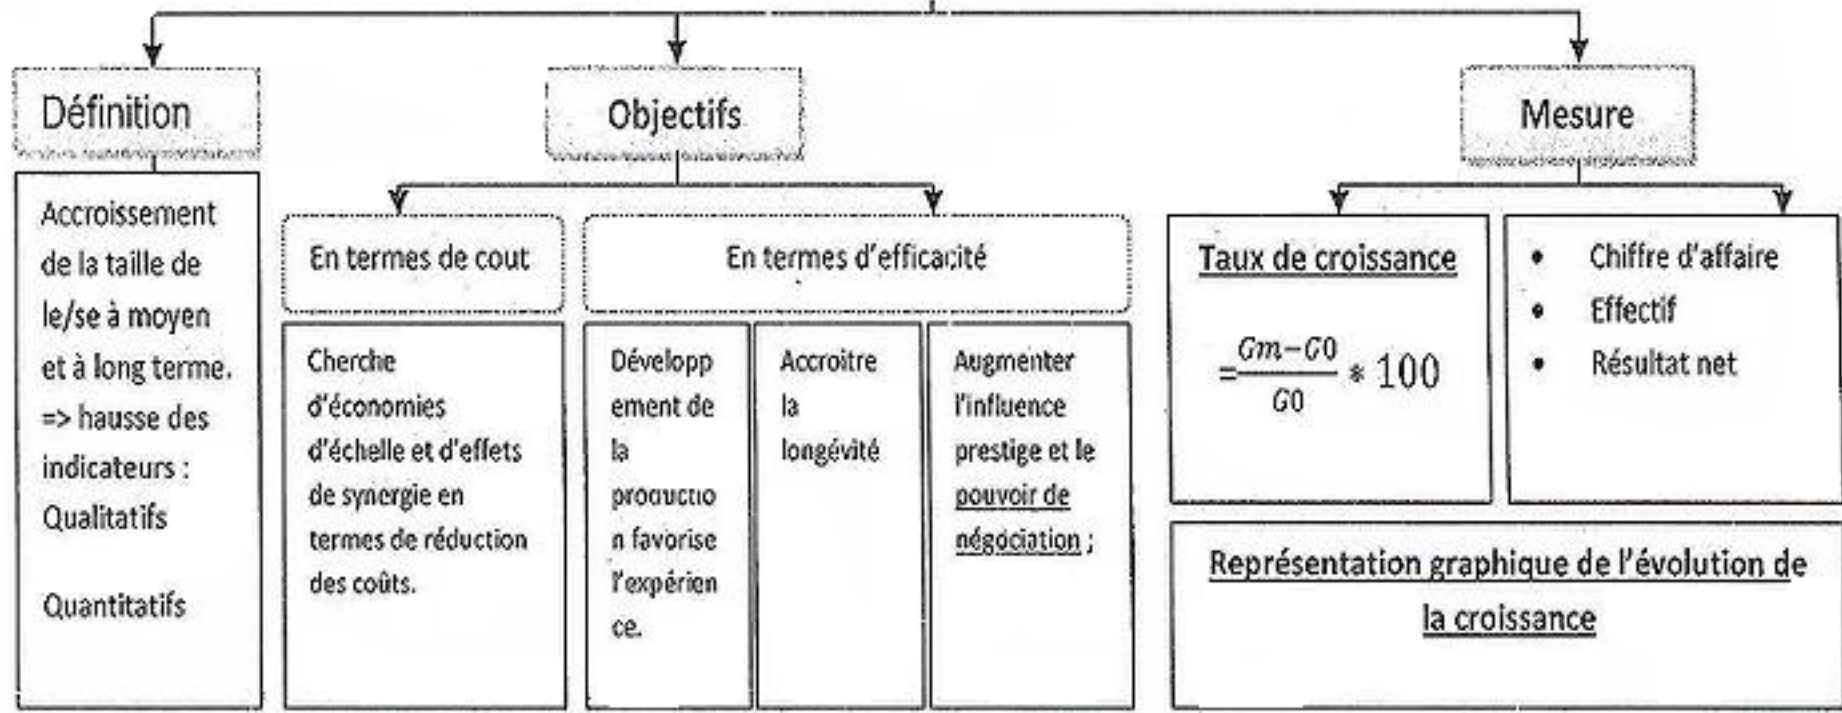 Définition
Accroissement
de la taille de
le/se à moyen
et à long terme.
=> hausse des
indicateurs :
Qualitatifs
Quantitatifs
Objectifs
En termes de cout
Cherche
d'économies
d'échelle et d'effets
de synergie en
termes de réduction
des coûts.
En termes d'efficacité
Développ
ement de
la
productio
n favorise
l'expérien
ce.
Accroitre
la
longévité
Augmenter
l'influence
prestige et le
pouvoir de
négociation ;
Mesure
Taux de croissance
=\frac{Gm-G0}{G0} * 100
• Chiffre d'affaire
• Effectif
• Résultat net
Représentation graphique de l'évolution de
la croissance